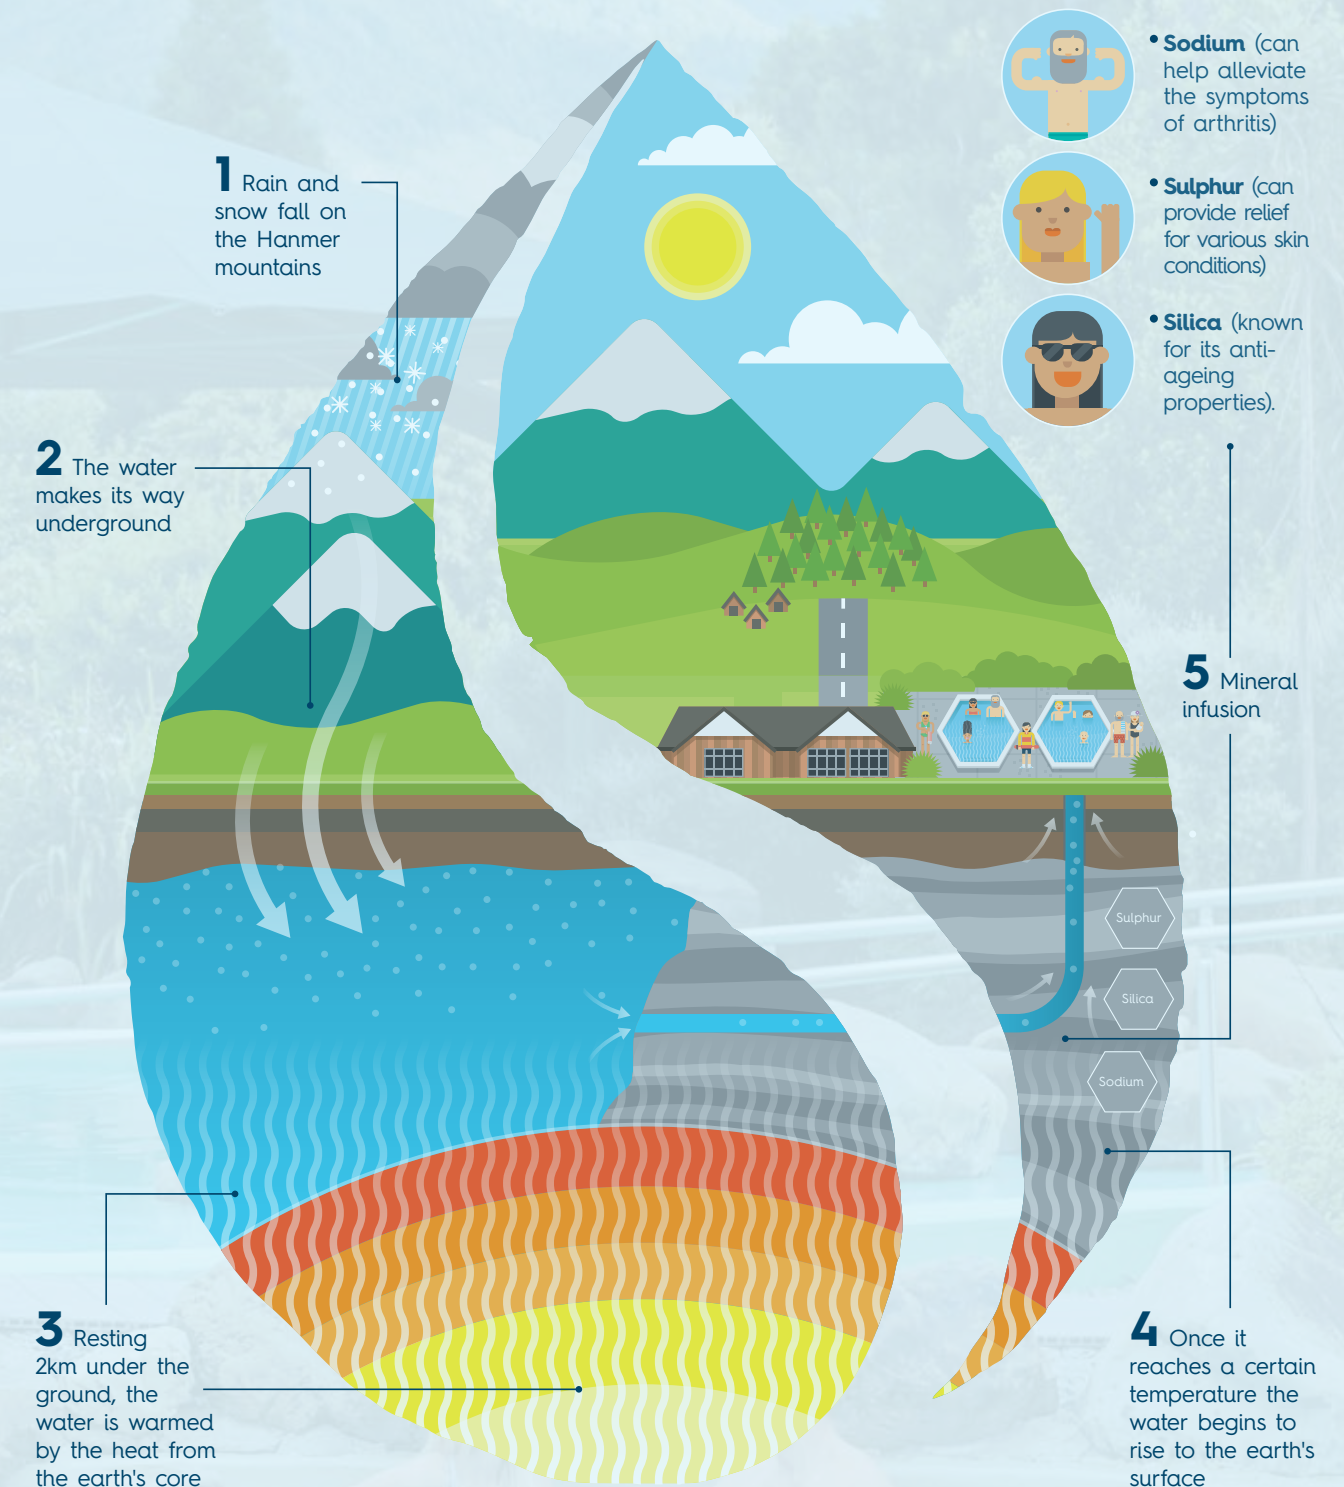 1 Rain and
snow fall on
the Hanmer
mountains
2 The water
makes its way
underground
3 Resting
2km under the
ground, the
water is warmed
by the heat from
the earth's core
4 Once it
reaches a certain
temperature the
water begins to
rise to the earth's
surface
5 Mineral
infusion
• Sodium (can
help alleviate
the symptoms
of arthritis)
• Sulphur (can
provide relief
for various skin
conditions)
• Silica (known
for its anti-
ageing
properties).
Sulphur
Silica
Sodium